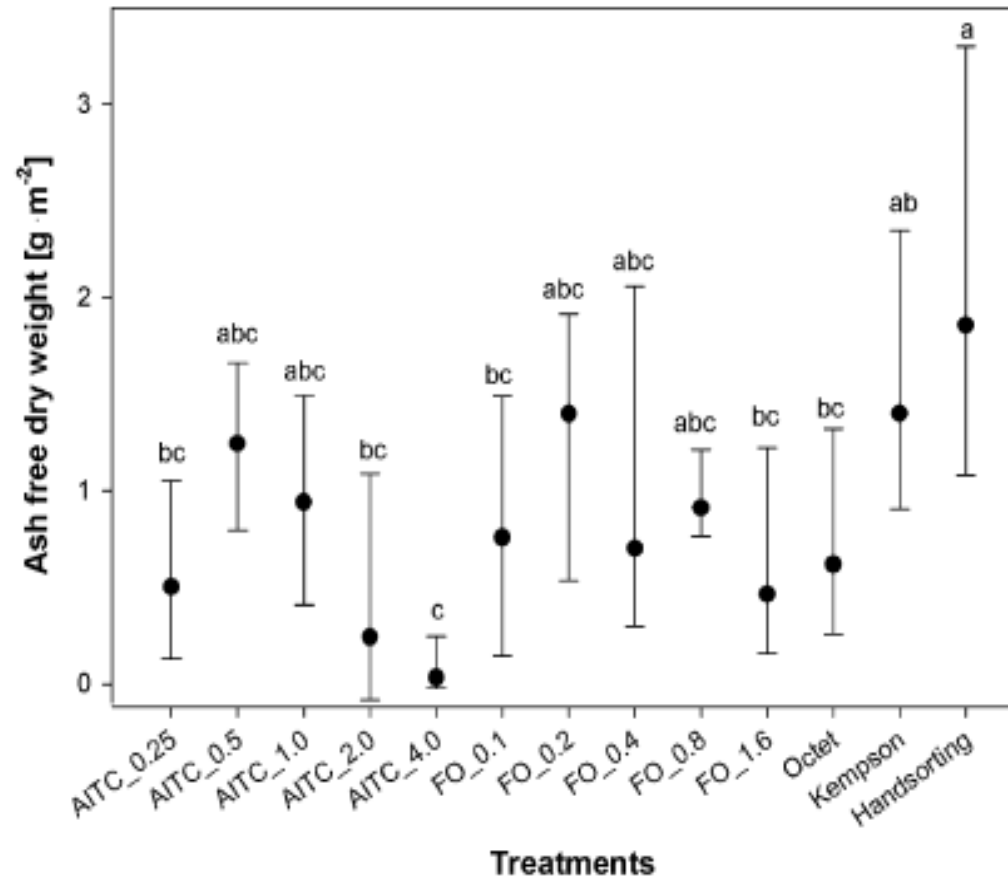 Ash free dry weight [g · m-2]
3
2
1
0
bc
abc
abc
bc
c
bc
abc
abc
abc
bc
bc
ab
a
AITC_0.25
AITC_0.5
AITC_1.0
AITC_2.0
AITC_4.0
FO_0.1
FO_0.2
FO_0.4
FO_0.8
FO_1.6
Octet
Kempson
Handsorting
Treatments